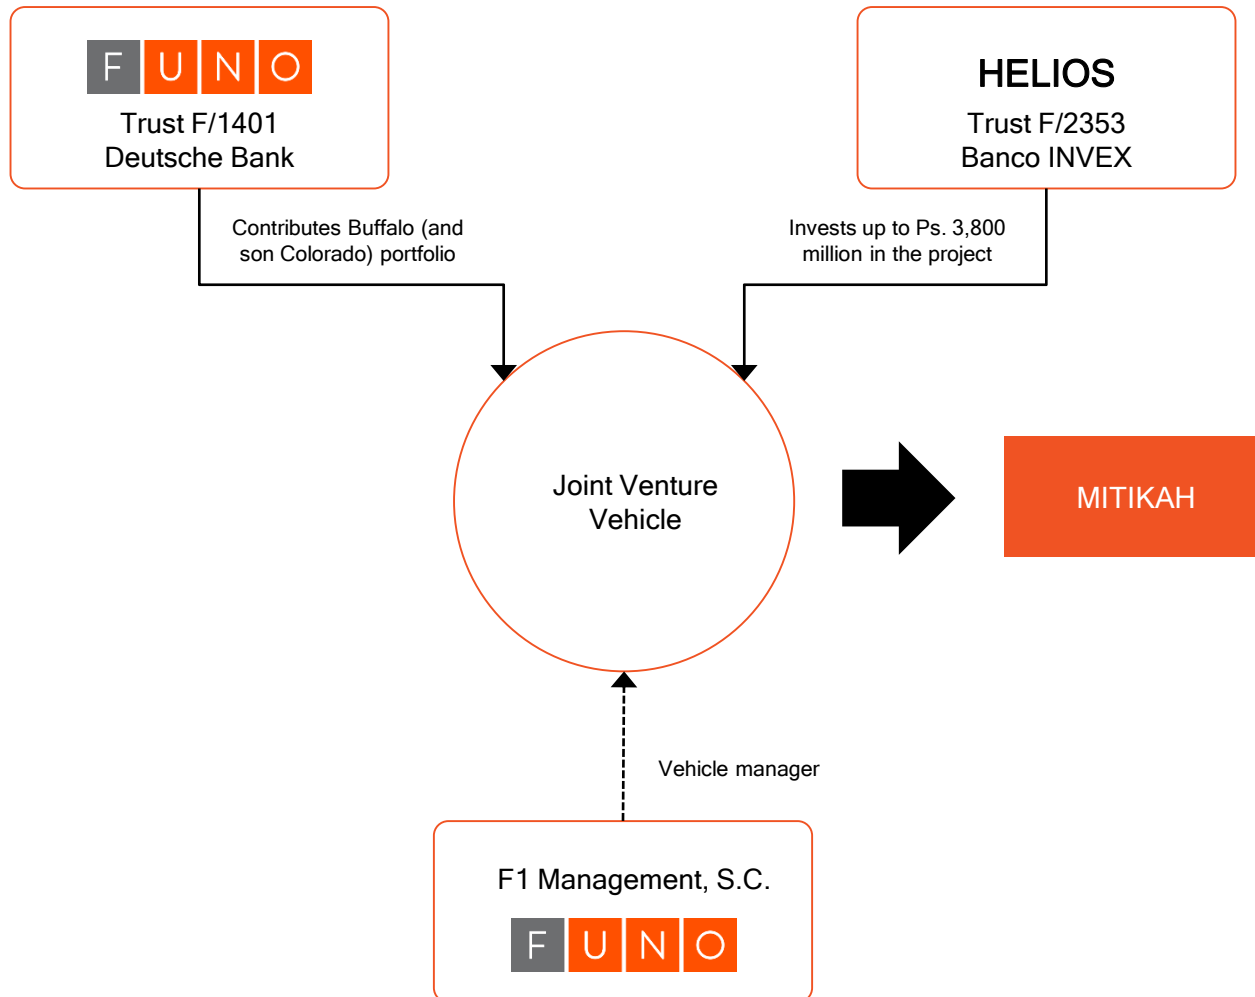 FUNO
Trust F/1401
Deutsche Bank
HELIOS
Trust F/2353
Banco INVEX
Contributes Buffalo (and
son Colorado) portfolio
Invests up to Ps. 3,800
million in the project
Joint Venture
Vehicle
MITIKAH
Vehicle manager
F1 Management, S.C.
FUNO